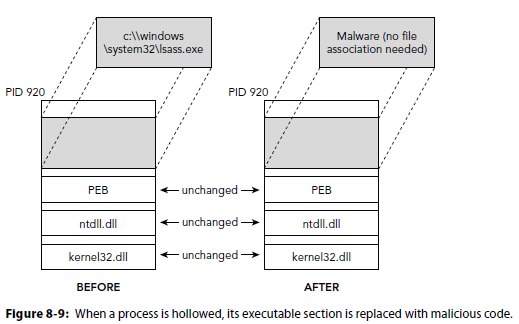 c:\\windows
\system32\lsass.exe
Malware (no file
association needed)
PID 920
PID 920
PEB
unchanged
PEB
ntdll.dll
unchanged
ntdll.dll
kernel32.dll
unchanged
kernel32.dll
BEFORE
AFTER
Figure 8-9: When a process is hollowed, its executable section is replaced with malicious code.